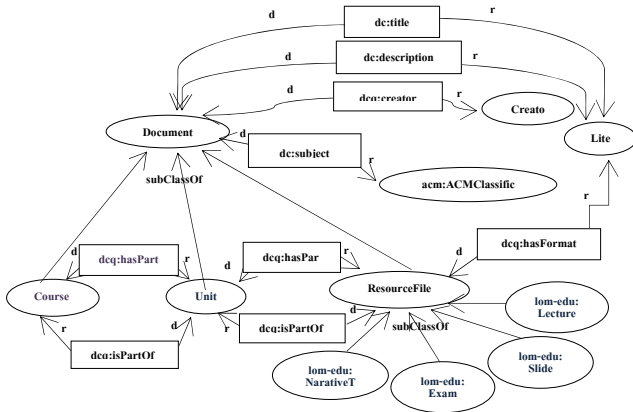 d
dc:title
r
d
dc:description
r
d
dcq:creator
r
Creato
Document
d
Lite
dc:subject
r
subClassOf
acm:ACMClassific
r
dcq:hasPart
d
r
dcq:hasPar
d
r
d
dcq:hasFormat
Course
Unit
ResourceFile
r
dcq:isPartOf
d
r
dcq:isPartOf
d
subClassOf
lom-edu:
Lecture
lom-edu:
NarativeT
lom-edu:
Exam
lom-edu:
Slide